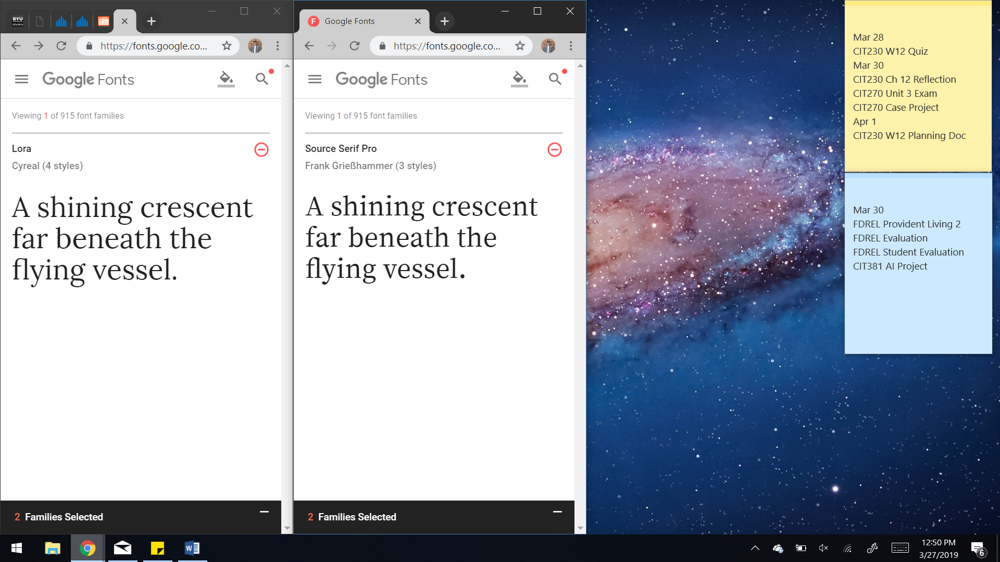 BYU
IDAHO
https://fonts.google.co...
Google Fonts
Viewing 1 of 915 font families
Lora
Cyreal (4 styles)
A shining crescent
far beneath the
flying vessel.
2 Families Selected
F Google Fonts
https://fonts.google.co...
Google Fonts
Viewing 1 of 915 font families
Source Serif Pro
Frank Grießhammer (3 styles)
A shining crescent
far beneath the
flying vessel.
2 Families Selected
Mar 28
CIT230 W12 Quiz
Mar 30
CIT230 Ch 12 Reflection
CIT270 Unit 3 Exam
CIT270 Case Project
Apr 1
CIT230 W12 Planning Doc
Mar 30
FDREL Provident Living 2
FDREL Evaluation
FDREL Student Evaluation
CIT381 AI Project
W
12:50 PM
3/27/2019
6